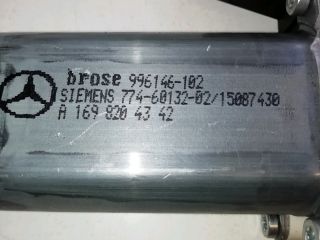 brose 996146-102
SIEMENS 774-60132-02/15087430
A 169 820 43 42